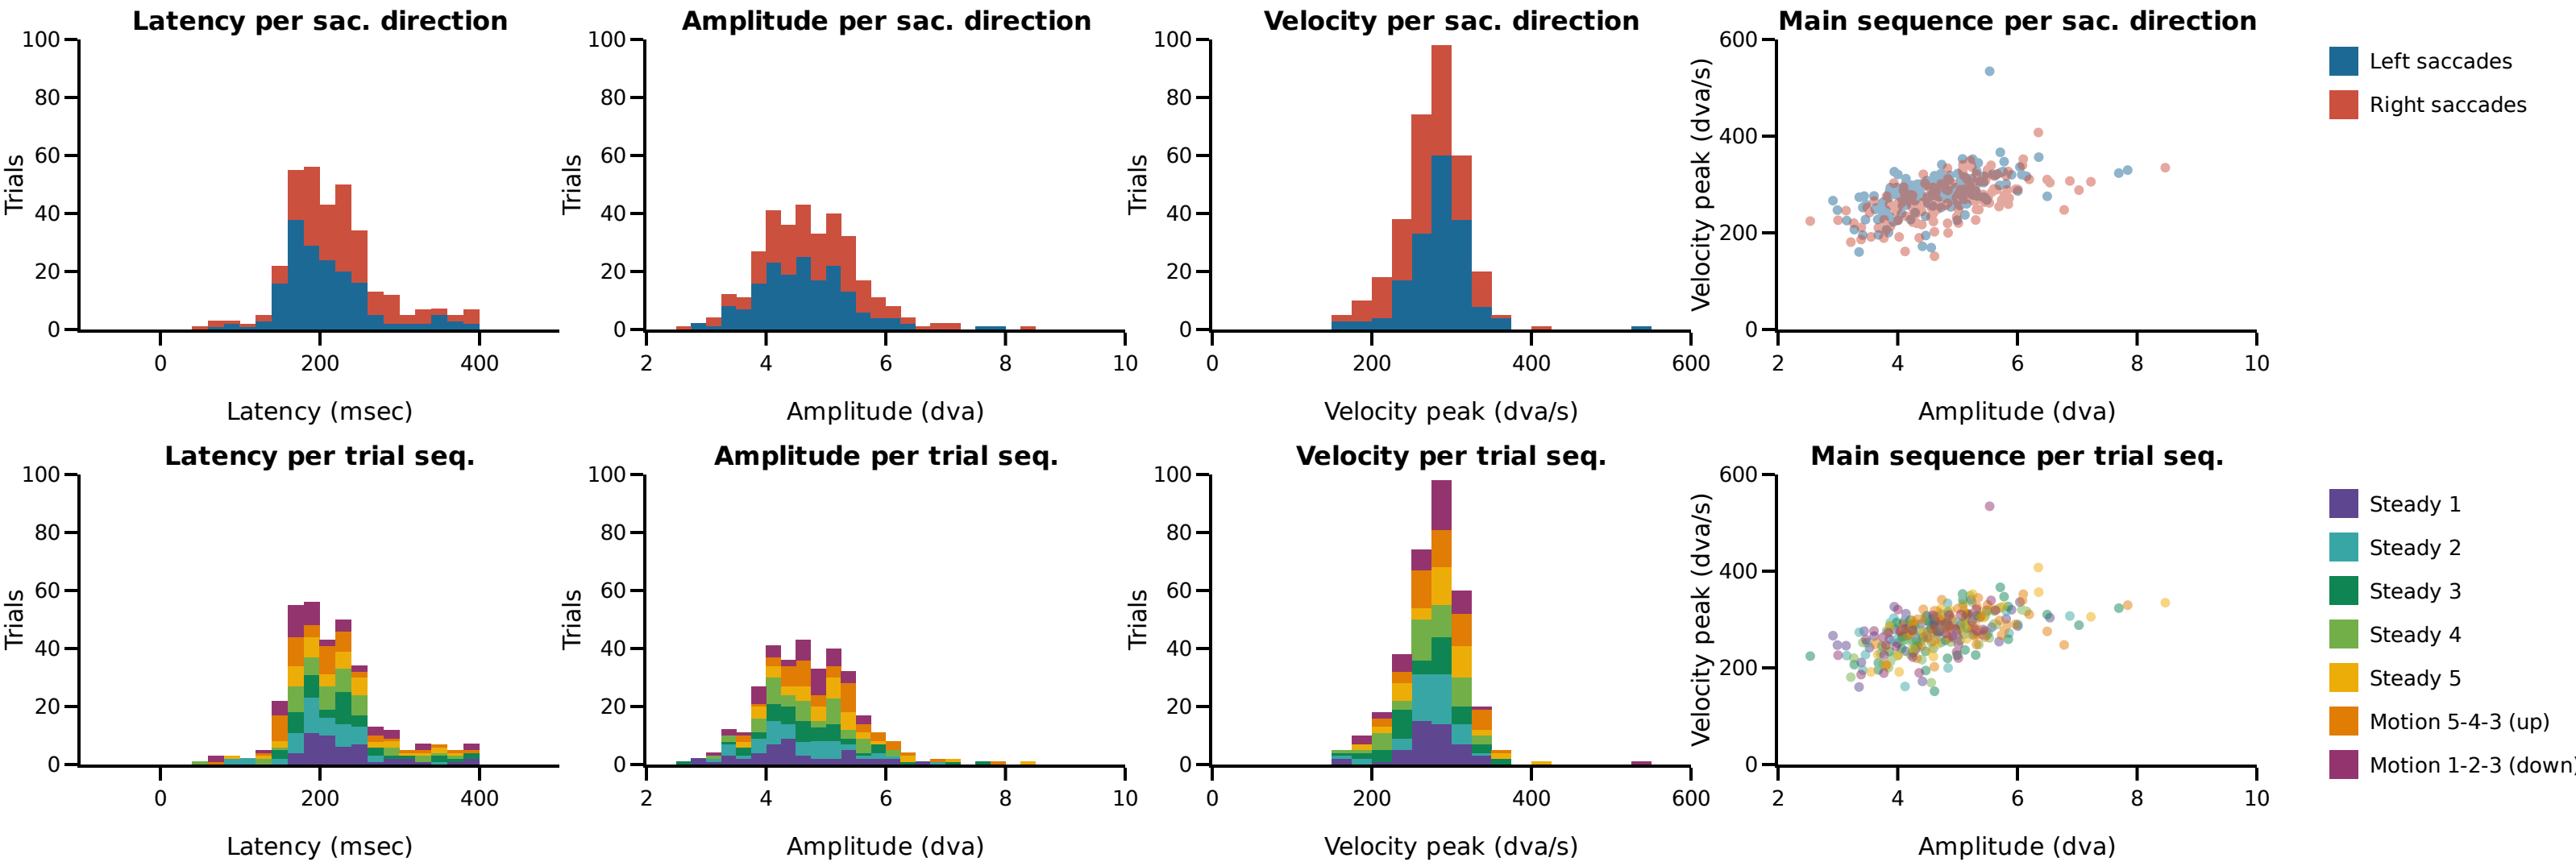 Latency per sac. direction
Amplitude per sac. direction
Velocity per sac. direction
Main sequence per sac. direction
100
80
60
40
20
0
Trials
0 200 400
Latency (msec)
100
80
60
40
20
0
Trials
2 4 6 8 10
Amplitude (dva)
100
80
60
40
20
0
Trials
0 200 400 600
Velocity peak (dva/s)
600
400
200
0
Velocity peak (dva/s)
2 4 6 8 10
Amplitude (dva)
Left saccades
Right saccades
Latency per trial seq.
Amplitude per trial seq.
Velocity per trial seq.
Main sequence per trial seq.
100
80
60
40
20
0
Trials
0 200 400
Latency (msec)
100
80
60
40
20
0
Trials
2 4 6 8 10
Amplitude (dva)
100
80
60
40
20
0
Trials
0 200 400 600
Velocity peak (dva/s)
600
400
200
0
Velocity peak (dva/s)
2 4 6 8 10
Amplitude (dva)
Steady 1
Steady 2
Steady 3
Steady 4
Steady 5
Motion 5-4-3 (up)
Motion 1-2-3 (down)